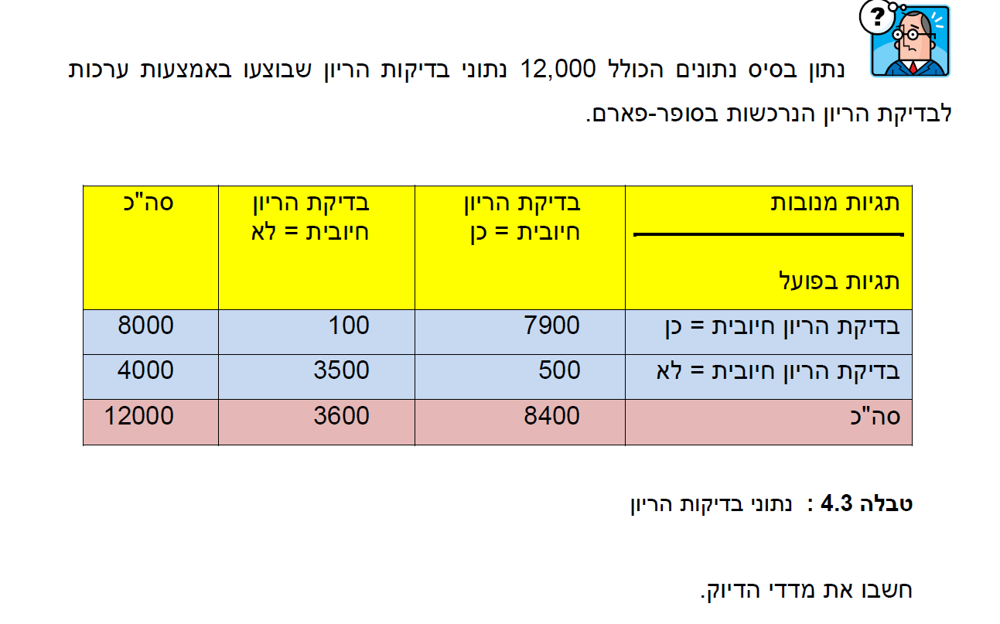 ?
נתון בסיס נתונים הכולל 12,000 נתוני בדיקות הריון שבוצעו באמצעות ערכות
לבדיקת הריון הנרכשות בסופר-פארם.
תגיות מנובות
תגיות בפועל
בדיקת הריון
חיובית = כן
בדיקת הריון
חיובית = לא
סה"כ
בדיקת הריון חיובית = כן 7900 100 8000
בדיקת הריון חיובית = לא 500 3500 4000
סה"כ 8400 3600 12000
טבלה 4.3 : נתוני בדיקות הריון
חשבו את מדדי הדיוק.